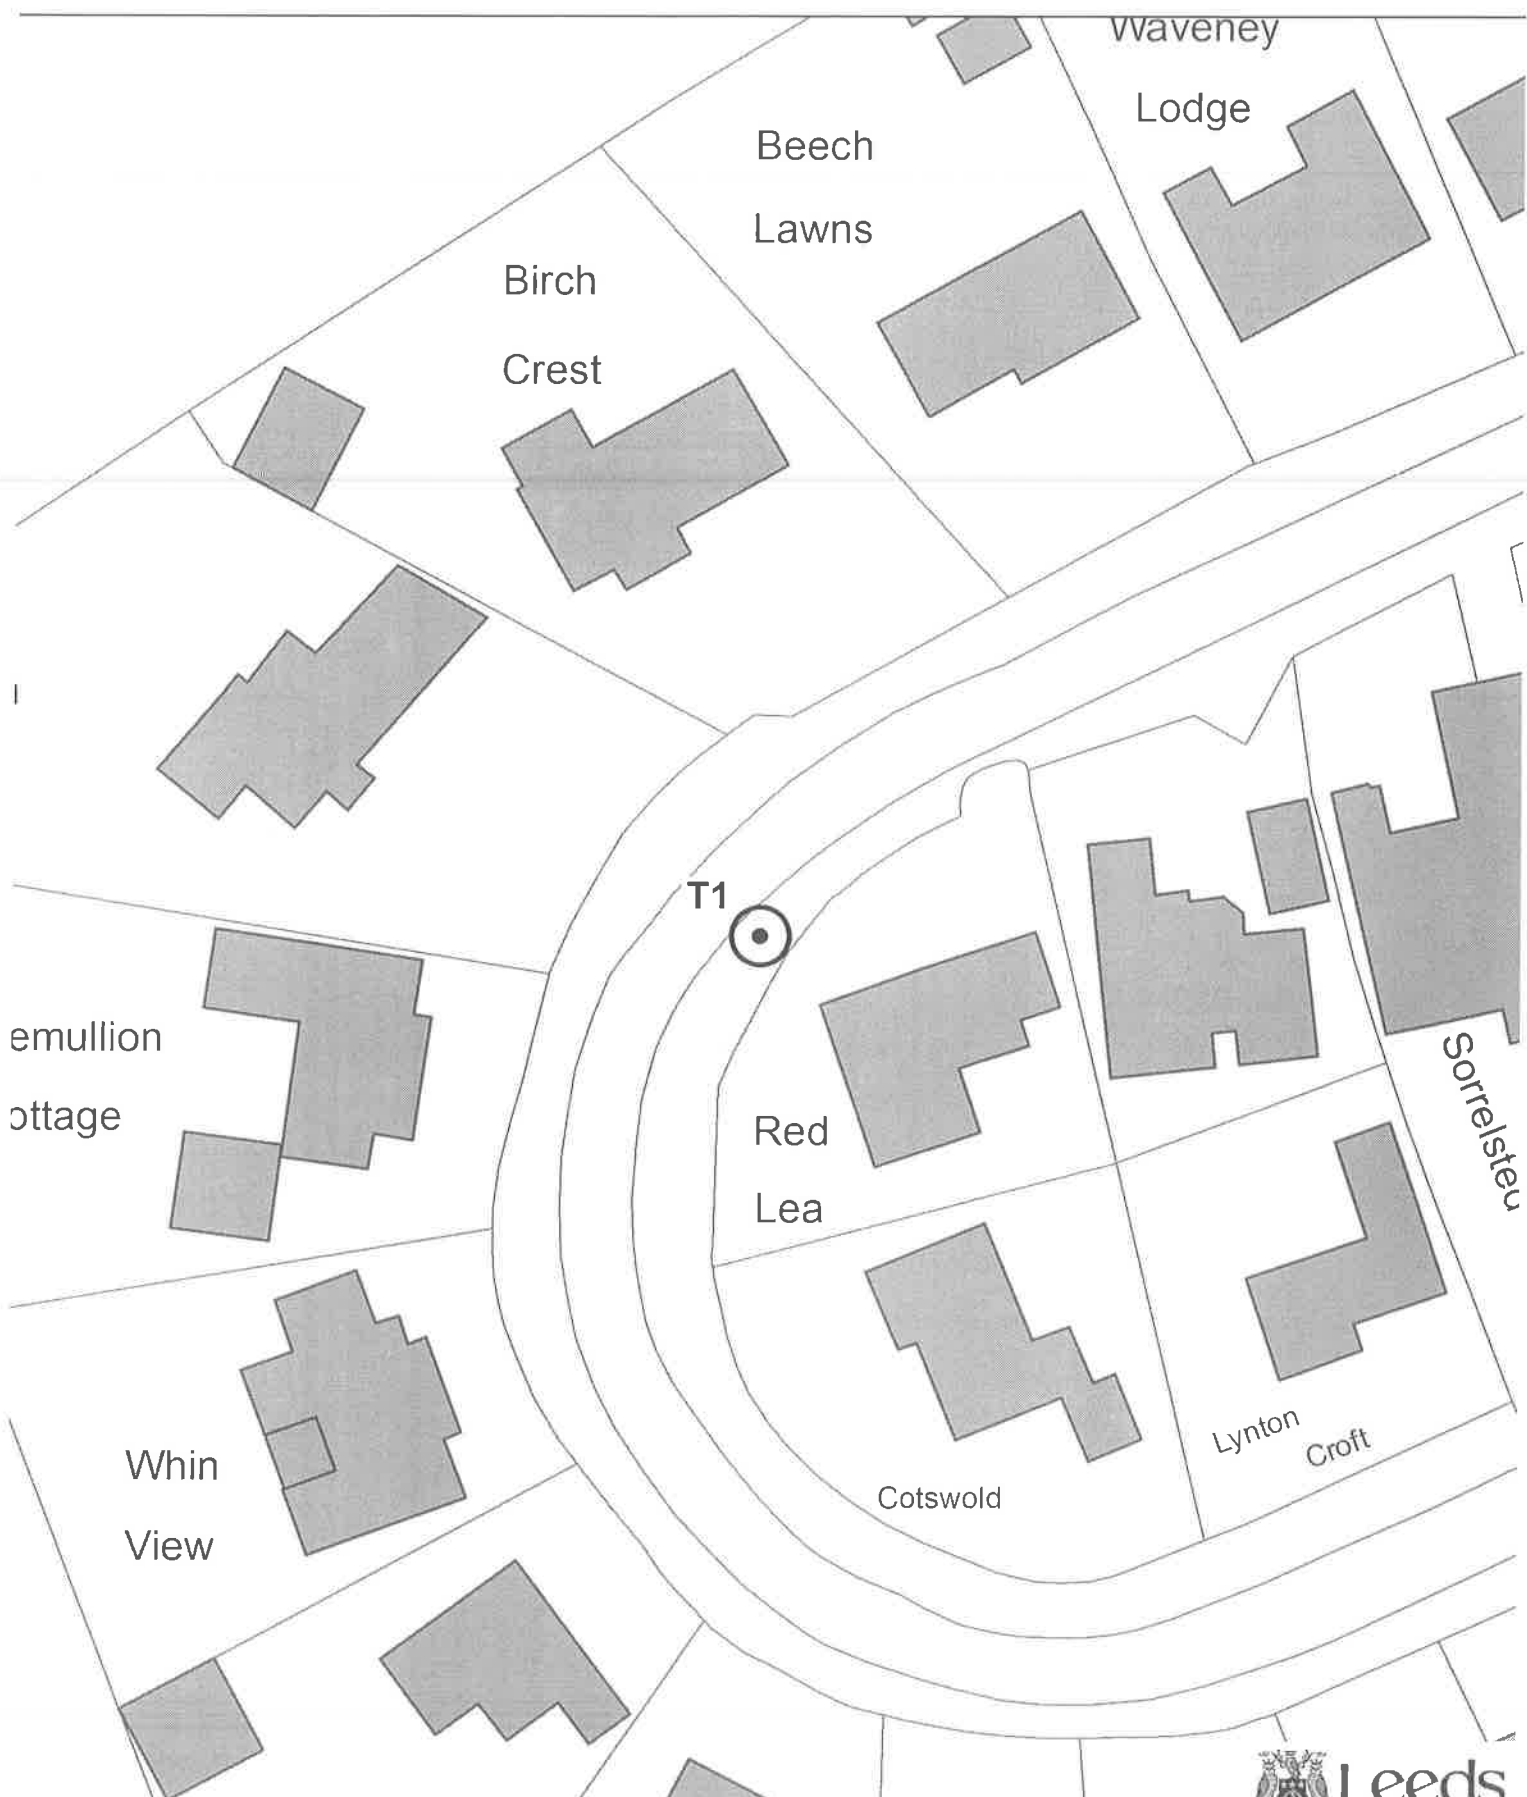 Waveney
Lodge
Beech
Lawns
Birch
Crest
T1
emullion
ottage
Red
Lea
Sorrelsteu
Whin
View
Lynton
Croft
Cotswold
Leeds